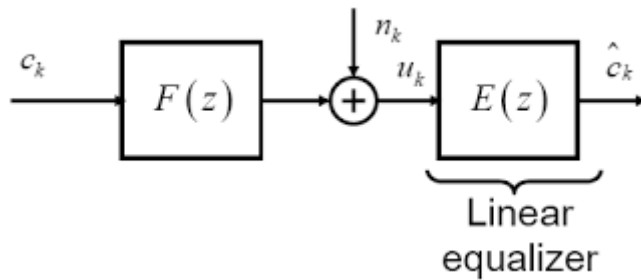 n_k
c_k
F(z)
+
u_k
E(z)
ĉ_k
Linear
equalizer